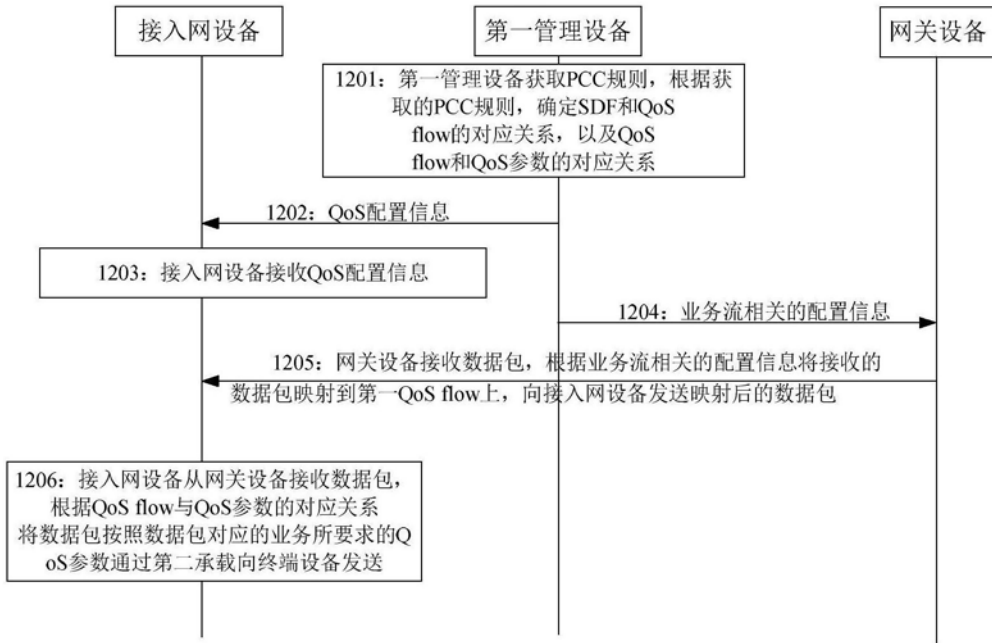 接入网设备
第一管理设备
网关设备
1201：第一管理设备获取PCC规则，根据获
取的PCC规则，确定SDF和QoS
flow的对应关系，以及QoS
flow和QoS参数的对应关系
1202：QoS配置信息
1203：接入网设备接收QoS配置信息
1204：业务流相关的配置信息
1205：网关设备接收数据包，根据业务流相关的配置信息将接收的
数据包映射到第一QoS flow上，向接入网设备发送映射后的数据包
1206：接入网设备从网关设备接收数据包，
根据QoS flow与QoS参数的对应关系
将数据包按照数据包对应的业务所要求的Q
oS参数通过第二承载向终端设备发送